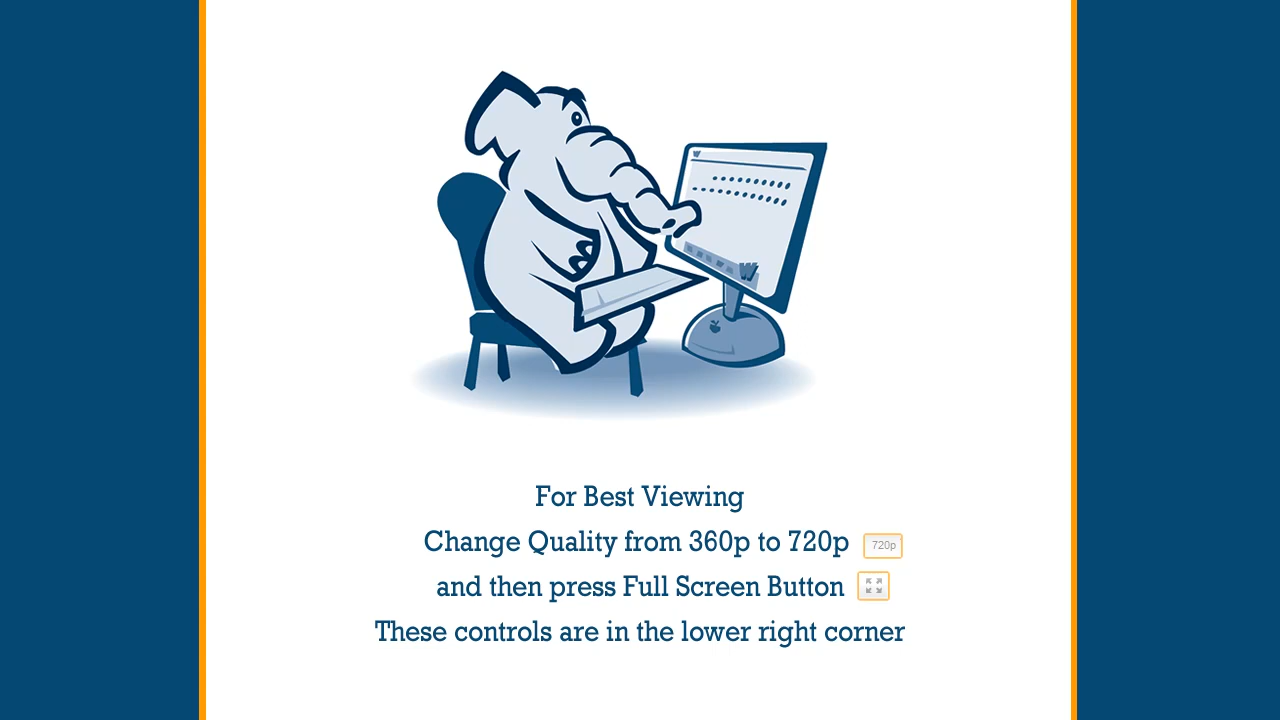 W
W
For Best Viewing
Change Quality from 360p to 720p 720p
and then press Full Screen Button
These controls are in the lower right corner